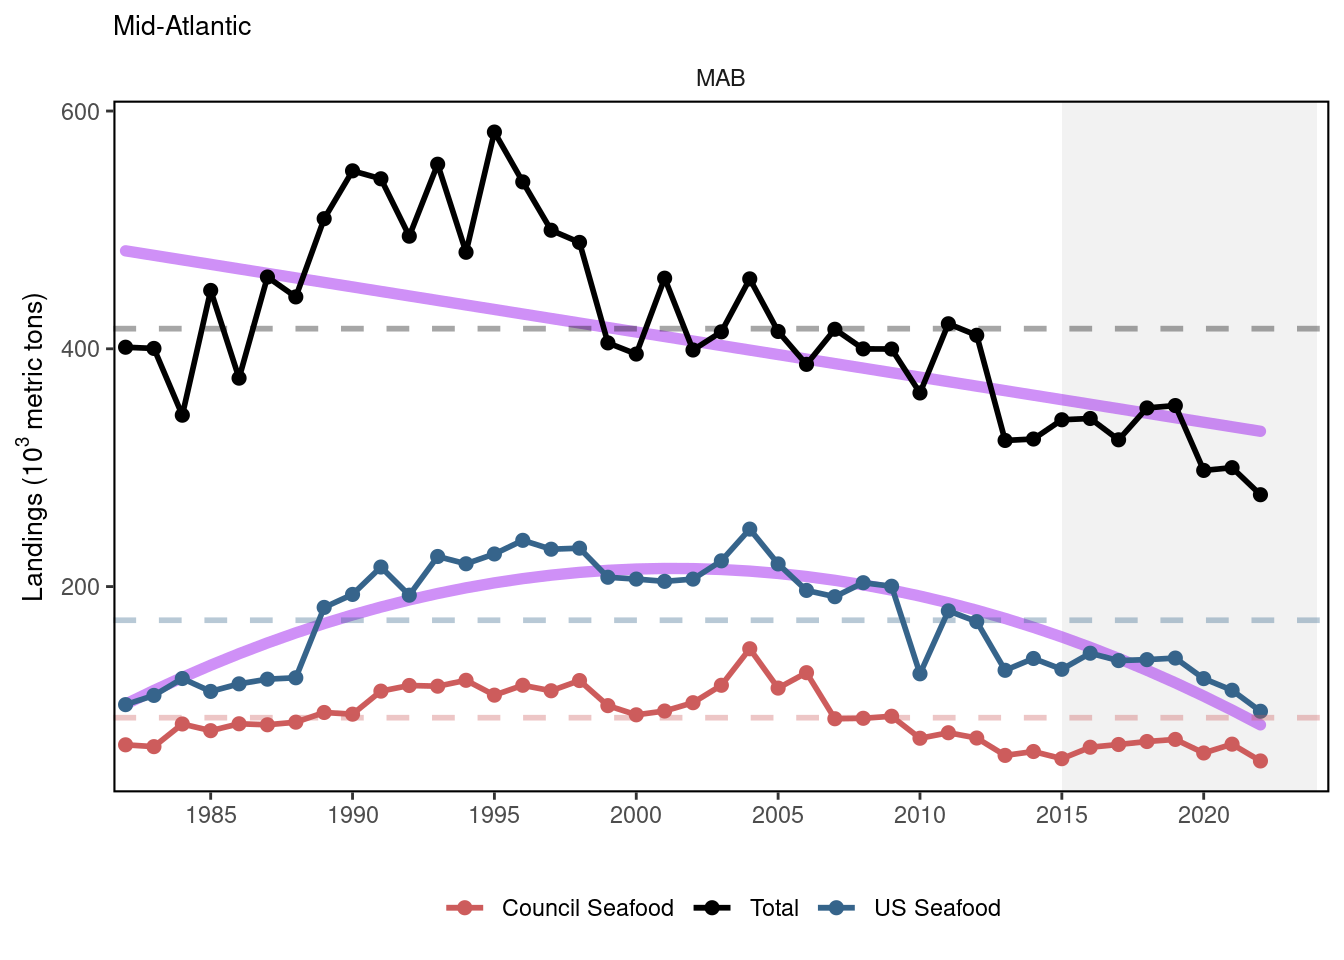 Mid-Atlantic
MAB
600
400
200
Landings (10³ metric tons)
1985 1990 1995 2000 2005 2010 2015 2020
Council Seafood Total US Seafood